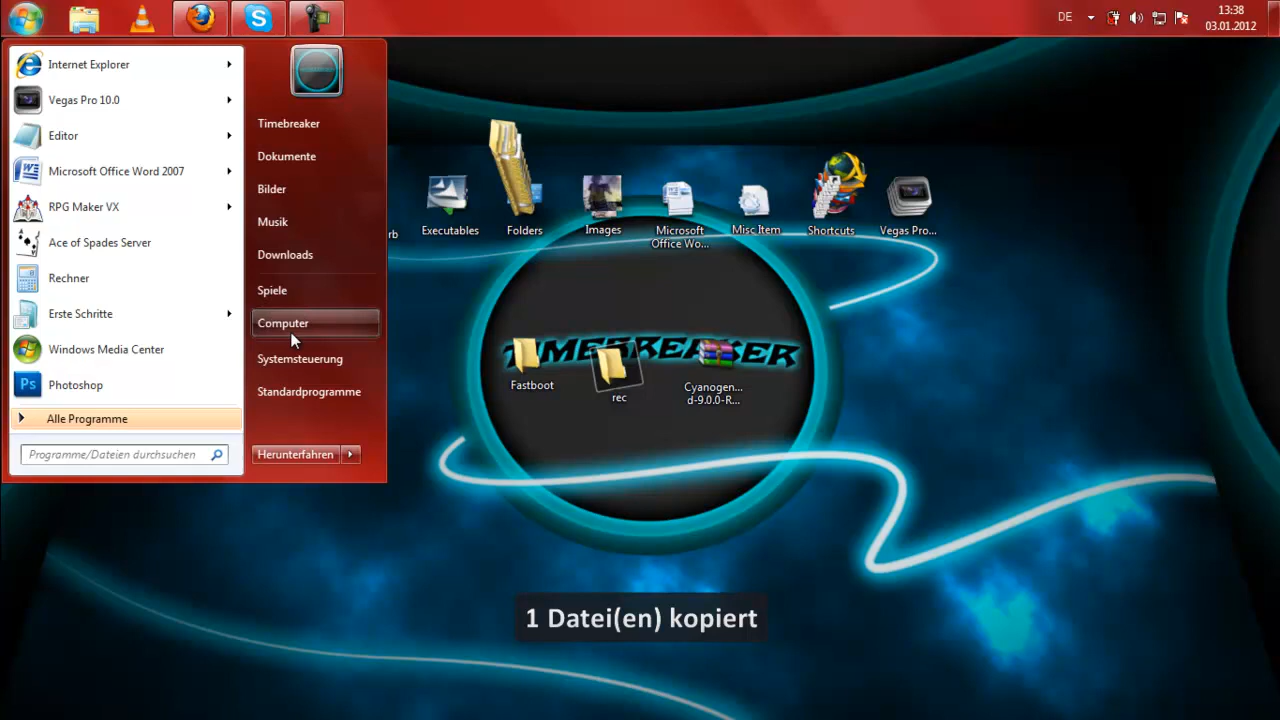 DE
13:38
03.01.2012
Internet Explorer
Vegas Pro 10.0
Editor
Microsoft Office Word 2007
RPG Maker VX
Ace of Spades Server
Rechner
Erste Schritte
Windows Media Center
Ps
Photoshop
Alle Programme
Programme/Dateien durchsuchen
Timebreaker
Dokumente
Bilder
Musik
Downloads
Spiele
Computer
Systemsteuerung
Standardprogramme
Herunterfahren
rb
Executables
Folders
Images
Microsoft
Office Wo...
Misc Item
Shortcuts
Vegas Pro...
TIMEBREAKER
Fastboot
rec
Cyanogen...
d-9.0.0-R...
1 Datei(en) kopiert